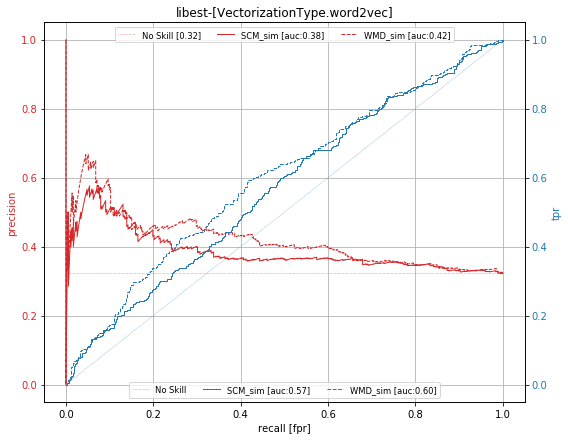 libest-[VectorizationType.word2vec]
No Skill [0.32] SCM_sim [auc:0.38] WMD_sim [auc:0.42]
1.0 1.0
0.8 0.8
0.6 0.6
precision tpr
0.4 0.4
0.2 0.2
No Skill SCM_sim [auc:0.57] WMD_sim [auc:0.60]
0.0 0.0
0.0 0.2 0.4 0.6 0.8 1.0
recall [fpr]